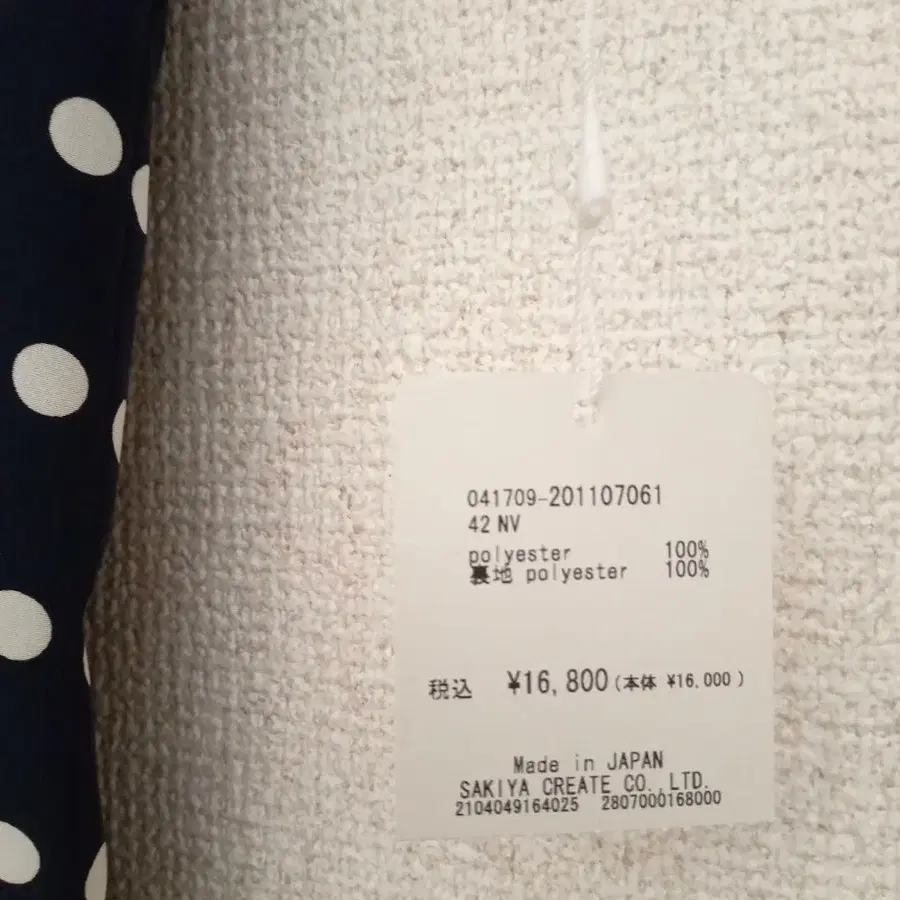 041709-201107061
42 NV
polyester 100%
裏地 polyester 100%
税込 ¥16,800(本体 ¥16,000)
Made in JAPAN
SAKIYA CREATE CO.,LTD.
2104049164025 2807000168000